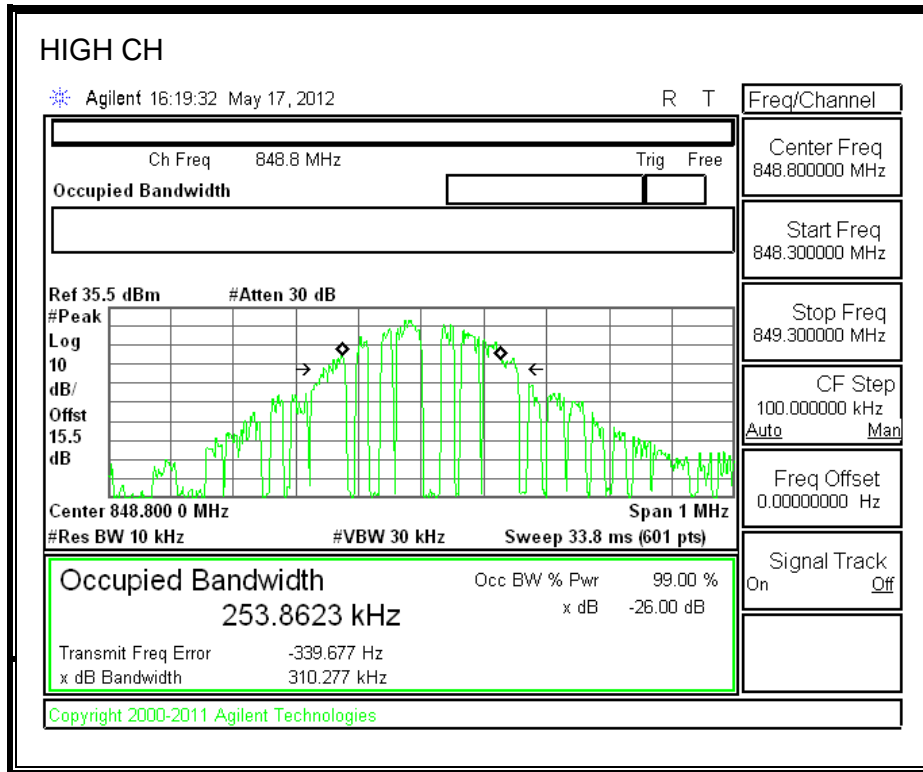 HIGH CH
Agilent 16:19:32 May 17, 2012 R T
Freq/Channel
Ch Freq 848.8 MHz Trig Free
Occupied Bandwidth
Center Freq
848.800000 MHz
Start Freq
848.300000 MHz
Stop Freq
849.300000 MHz
CF Step
100.000000 kHz
Auto Man
Freq Offset
0.00000000 Hz
Signal Track
On Off
Ref 35.5 dBm #Atten 30 dB
#Peak
Log
10
dB/
Offst
15.5
dB
Center 848.800 0 MHz Span 1 MHz
#Res BW 10 kHz #VBW 30 kHz Sweep 33.8 ms (601 pts)
Occupied Bandwidth Occ BW % Pwr 99.00 %
253.8623 kHz x dB -26.00 dB
Transmit Freq Error -339.677 Hz
x dB Bandwidth 310.277 kHz
Copyright 2000-2011 Agilent Technologies